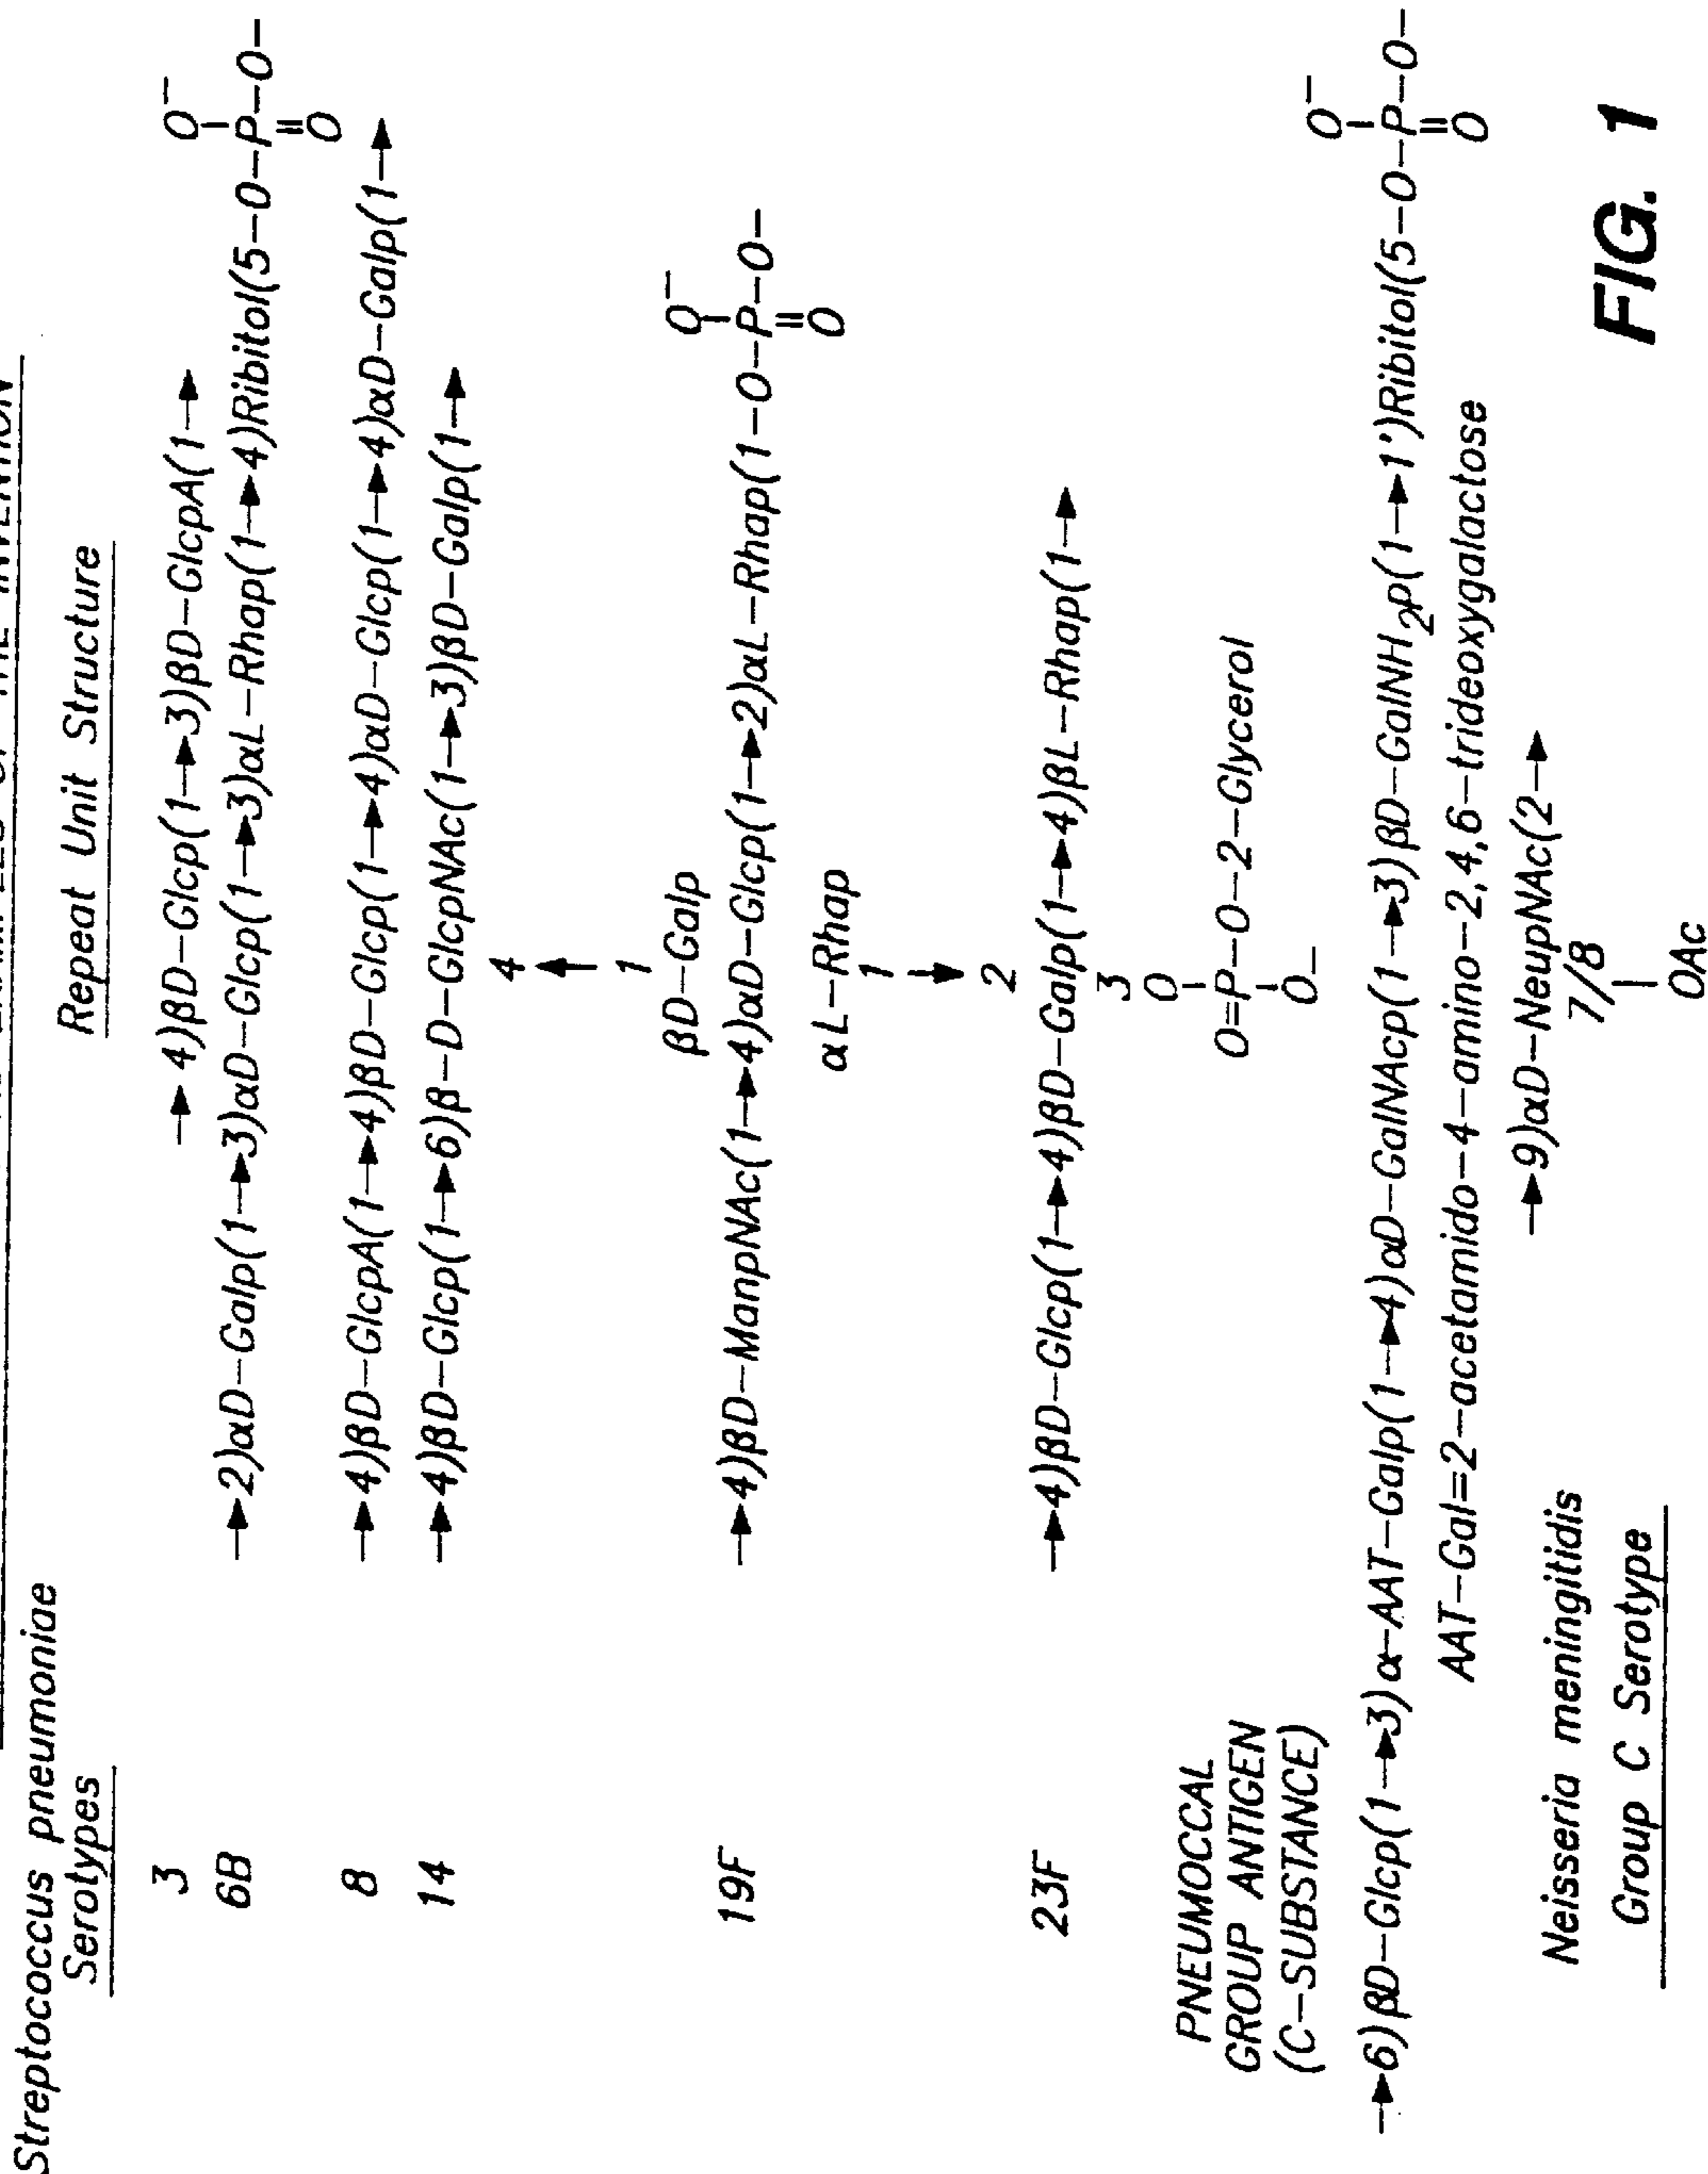 Streptococcus pneumoniae
Serotypes
Repeat Unit Structure
3
→4)βD–Glcp(1→3)βD–GlcpA(1→
O⁻
6B
→2)αD–Galp(1→3)αD–Glcp(1→3)αL–Rhap(1→4)Ribitol(5–O–P–O–
O
8
→4)βD–GlcpA(1→4)βD–Glcp(1→4)αD–Glcp(1→4)αD–Galp(1→
14
→4)βD–Glcp(1→6)β–D–GlcpNAc(1→3)βD–Galp(1→
4
↑
1
βD–Galp
O⁻
19F
→4)βD–ManpNAc(1→4)αD–Glcp(1→2)αL–Rhap(1–O–P–O–
O
αL–Rhap
1
↓
2
23F
→4)βD–Glcp(1→4)βD–Galp(1→4)βL–Rhap(1→
3
O
O=P–O–2–Glycerol
O–
PNEUMOCCAL
GROUP ANTIGEN
(C–SUBSTANCE)
O⁻
→6)βD–Glcp(1→3)α–AAT–Galp(1→4)αD–GalNAcp(1→3)βD–GalNH₂p(1→1')Ribitol(5–O–P–O–
O
AAT–Gal=2–acetamido–4–amino–2,4,6–trideoxygalactose
Neisseria meningitidis
Group C Serotype
→9)αD–NeupNAc(2→
7/8
OAc
FIG. 1